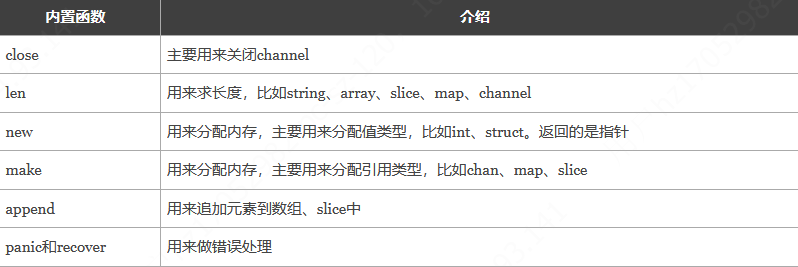 内置函数 介绍
close 主要用来关闭channel
len 用来求长度，比如string、array、slice、map、channel
new 用来分配内存，主要用来分配值类型，比如int、struct。返回的是指针
make 用来分配内存，主要用来分配引用类型，比如chan、map、slice
append 用来追加元素到数组、slice中
panic和recover 用来做错误处理